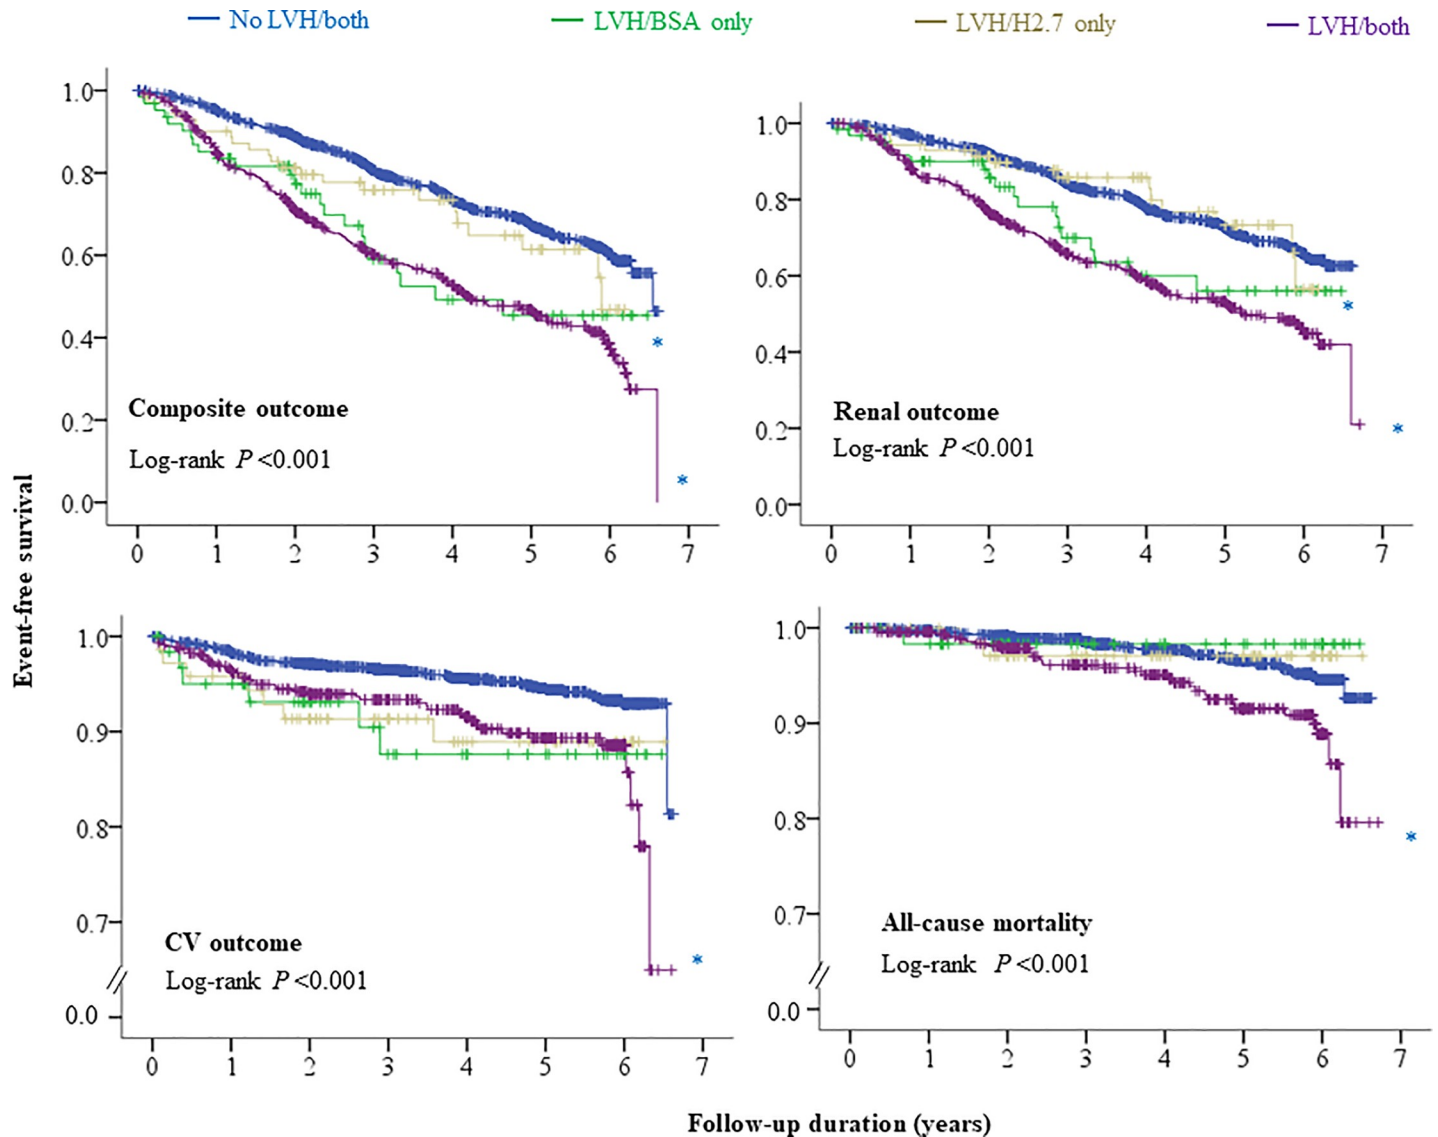 No LVH/both LVH/BSA only LVH/H2.7 only LVH/both
Event-free survival
1.0
0.8
0.6
0.4
0.2
0.0
Composite outcome
Log-rank P <0.001
0 1 2 3 4 5 6 7
*
*
1.0
0.8
0.6
0.4
0.2
0.0
Renal outcome
Log-rank P <0.001
0 1 2 3 4 5 6 7
*
*
1.0
0.9
0.8
0.7
0.0
CV outcome
Log-rank P <0.001
0 1 2 3 4 5 6 7
*
1.0
0.9
0.8
0.7
0.0
All-cause mortality
Log-rank P <0.001
0 1 2 3 4 5 6 7
*
Follow-up duration (years)